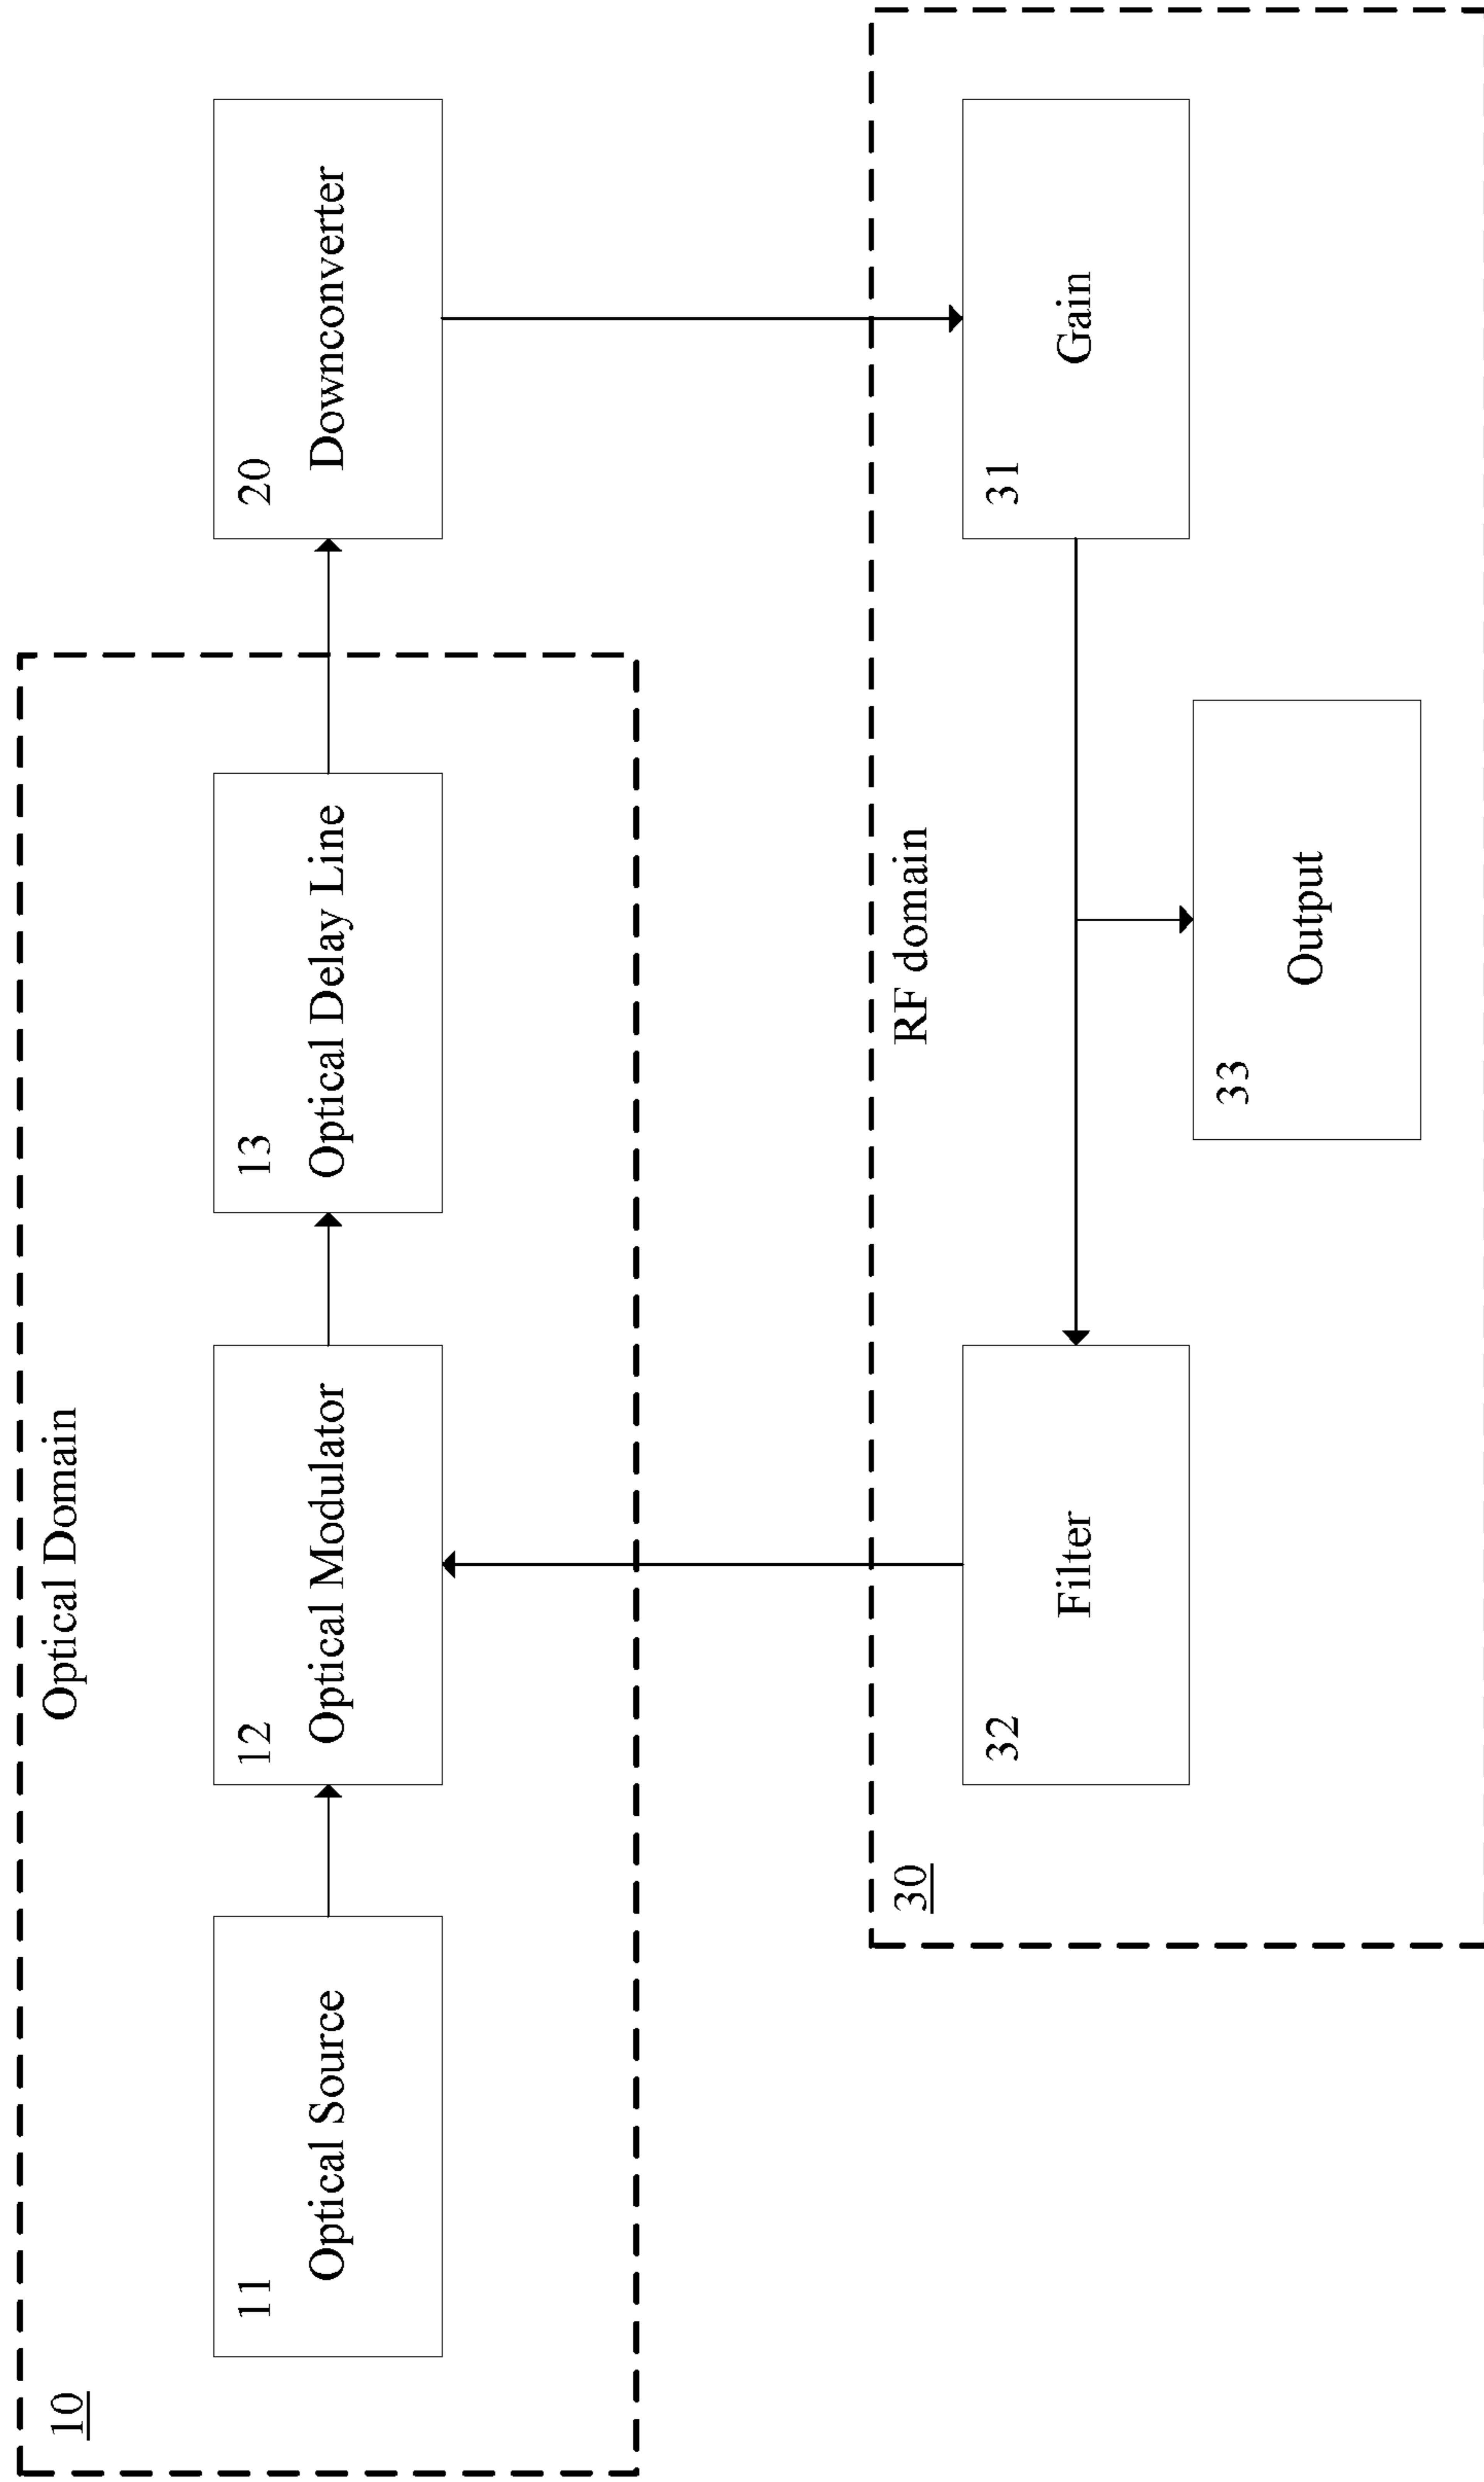 10
Optical Domain
11
Optical Source
12
Optical Modulator
13
Optical Delay Line
20
Downconverter
30
RF domain
32
Filter
31
Gain
33
Output